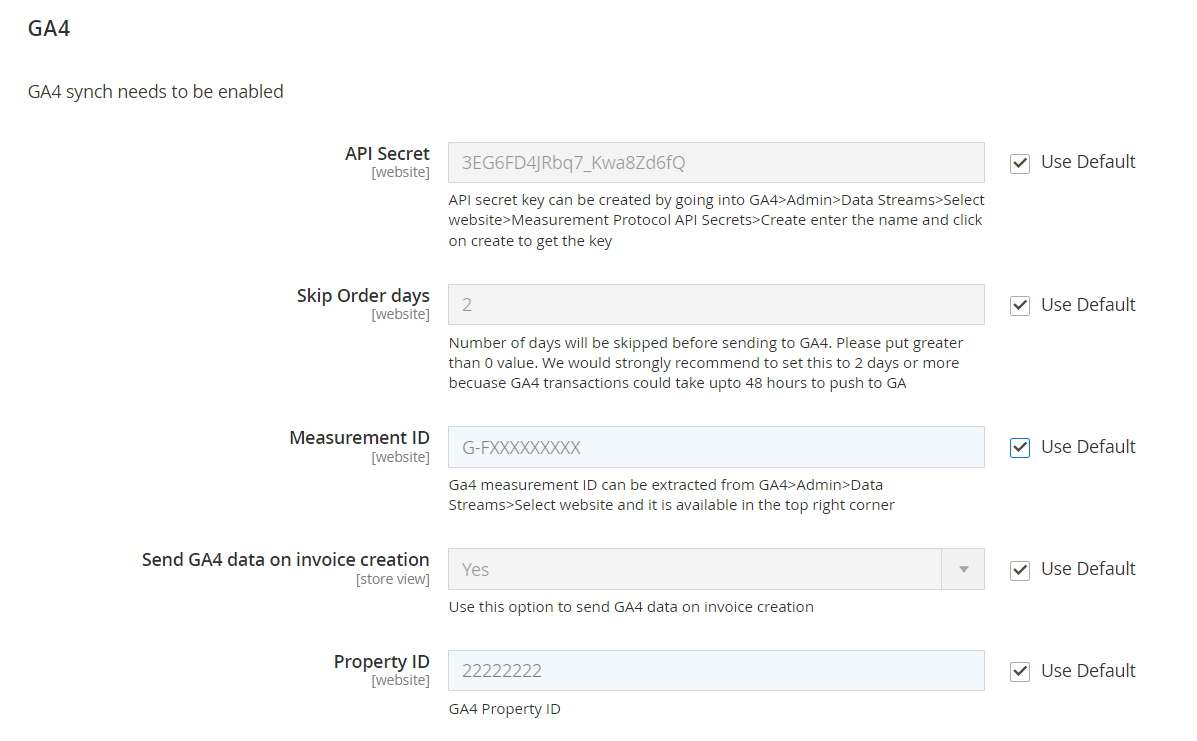 GA4
GA4 synch needs to be enabled
API Secret
[website]
3EG6FD4JRbq7_Kwa8Zd6fQ
Use Default
API secret key can be created by going into GA4>Admin>Data Streams>Select
website>Measurement Protocol API Secrets>Create enter the name and click
on create to get the key
Skip Order days
[website]
2
Use Default
Number of days will be skipped before sending to GA4. Please put greater
than 0 value. We would strongly recommend to set this to 2 days or more
becuase GA4 transactions could take upto 48 hours to push to GA
Measurement ID
[website]
G-FXXXXXXXXX
Use Default
Ga4 measurement ID can be extracted from GA4>Admin>Data
Streams>Select website and it is available in the top right corner
Send GA4 data on invoice creation
[store view]
Yes
Use Default
Use this option to send GA4 data on invoice creation
Property ID
[website]
22222222
Use Default
GA4 Property ID